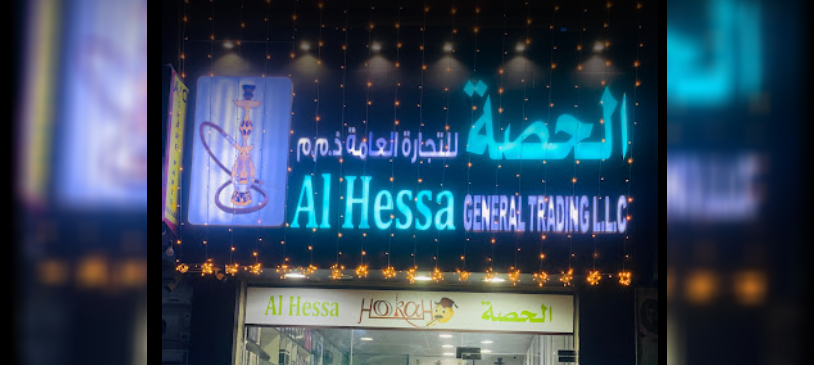 الحصة للتجارة العامة ذ.م.م
Al Hessa GENERAL TRADING L.L.C
Al Hessa HOOKAH الحصة